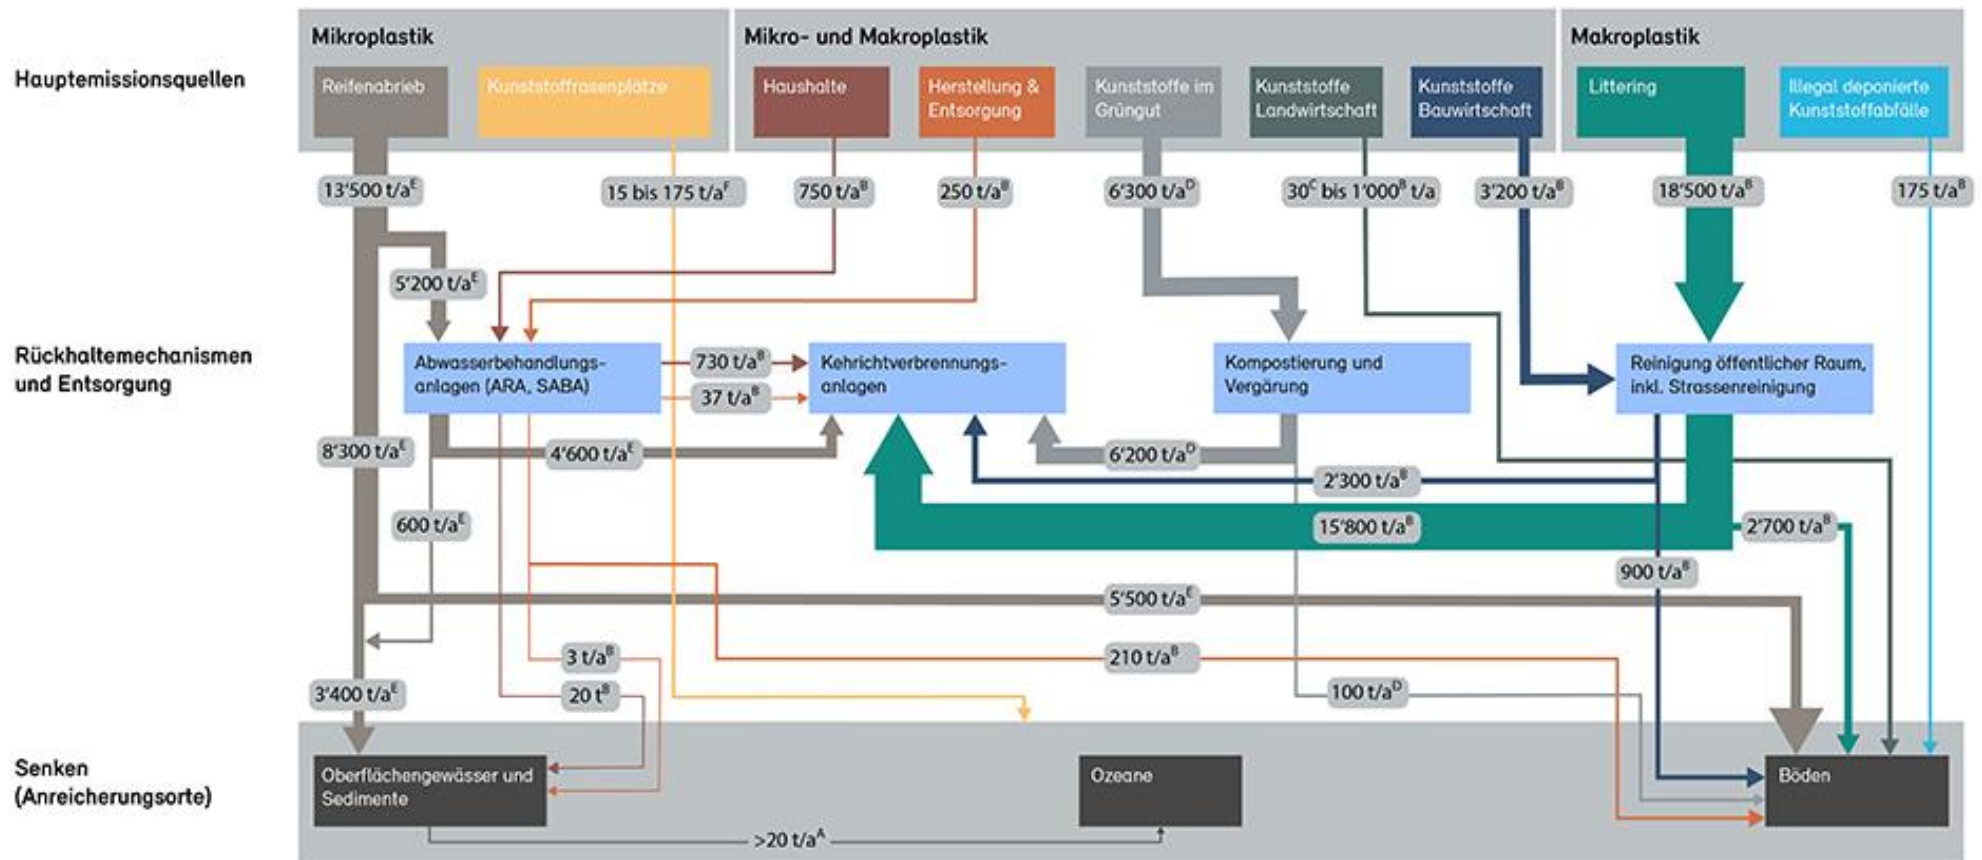 Mikroplastik
Mikro- und Makroplastik
Makroplastik
Hauptemissionsquellen
Reifenabrieb
Kunststoffrasenplätze
Haushalte
Herstellung &
Entsorgung
Kunststoffe im
Grüngut
Kunststoffe
Landwirtschaft
Kunststoffe
Bauwirtschaft
Littering
Illegal deponierte
Kunststoffabfälle
13'500 t/aᴱ
15 bis 175 t/aF
750 t/aᴮ
250 t/aᴮ
6'300 t/aᴰ
30C bis 1'000ᴮ t/a
3'200 t/aᴮ
18'500 t/aᴮ
175 t/aᴮ
5'200 t/aᴱ
Rückhaltemechanismen
und Entsorgung
Abwasserbehandlungs-
anlagen (ARA, SABA)
730 t/aᴮ
37 t/aᴮ
Kehrichtverbrennungs-
anlagen
Kompostierung und
Vergärung
Reinigung öffentlicher Raum,
inkl. Strassenreinigung
8'300 t/aᴱ
4'600 t/aᴱ
6'200 t/aᴰ
2'300 t/aᴮ
600 t/aᴱ
15'800 t/aᴮ
2'700 t/aᴮ
900 t/aᴮ
5'500 t/aᴱ
3 t/aᴮ
210 t/aᴮ
3'400 t/aᴱ
20 tᴮ
100 t/aᴰ
Senken
(Anreicherungsorte)
Oberflächengewässer und
Sedimente
Ozeane
Böden
>20 t/aᴬ